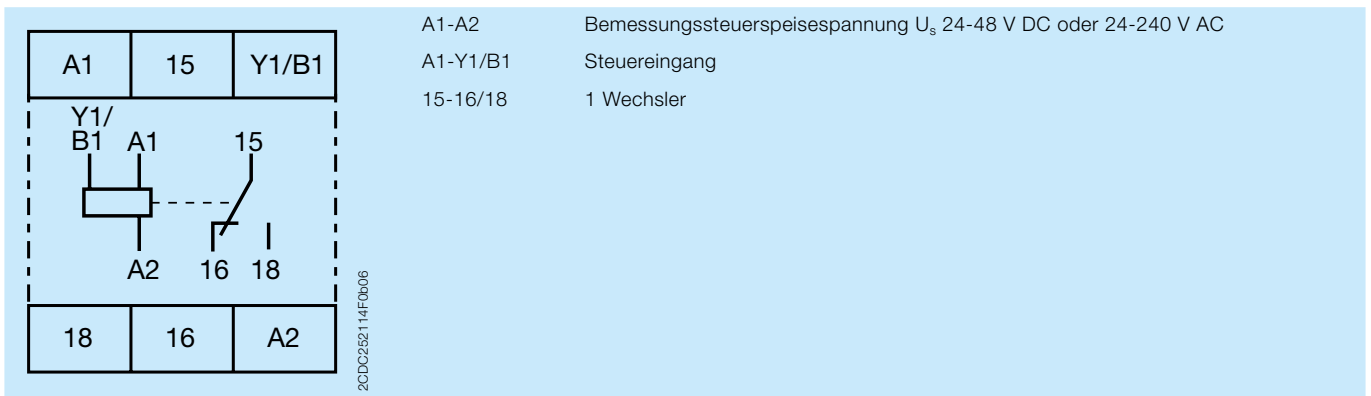 A1 15 Y1/B1
Y1/
B1 A1 15
A2 16 18
18 16 A2
2CDC252114F0b06
A1-A2 Bemessungssteuerspeisespannung Us 24-48 V DC oder 24-240 V AC
A1-Y1/B1 Steuereingang
15-16/18 1 Wechsler